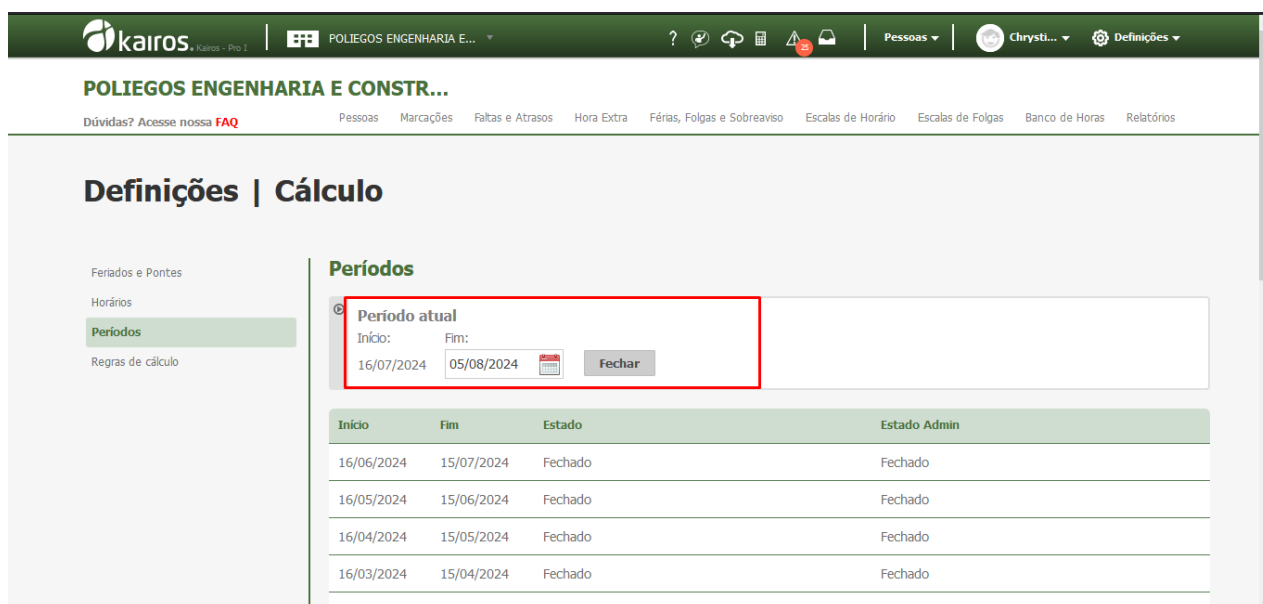 kairos. Kairos - Pro I POLIEGOS ENGENHARIA E... ? 25 Pessoas Chrysti... Definições
POLIEGOS ENGENHARIA E CONSTR...
Dúvidas? Acesse nossa FAQ Pessoas Marcações Faltas e Atrasos Hora Extra Férias, Folgas e Sobreaviso Escalas de Horário Escalas de Folgas Banco de Horas Relatórios
Definições | Cálculo
Feriados e Pontes
Horários
Períodos
Regras de cálculo
Períodos
Período atual
Início: Fim:
16/07/2024 05/08/2024 Fechar
Início Fim Estado Estado Admin
16/06/2024 15/07/2024 Fechado Fechado
16/05/2024 15/06/2024 Fechado Fechado
16/04/2024 15/05/2024 Fechado Fechado
16/03/2024 15/04/2024 Fechado Fechado